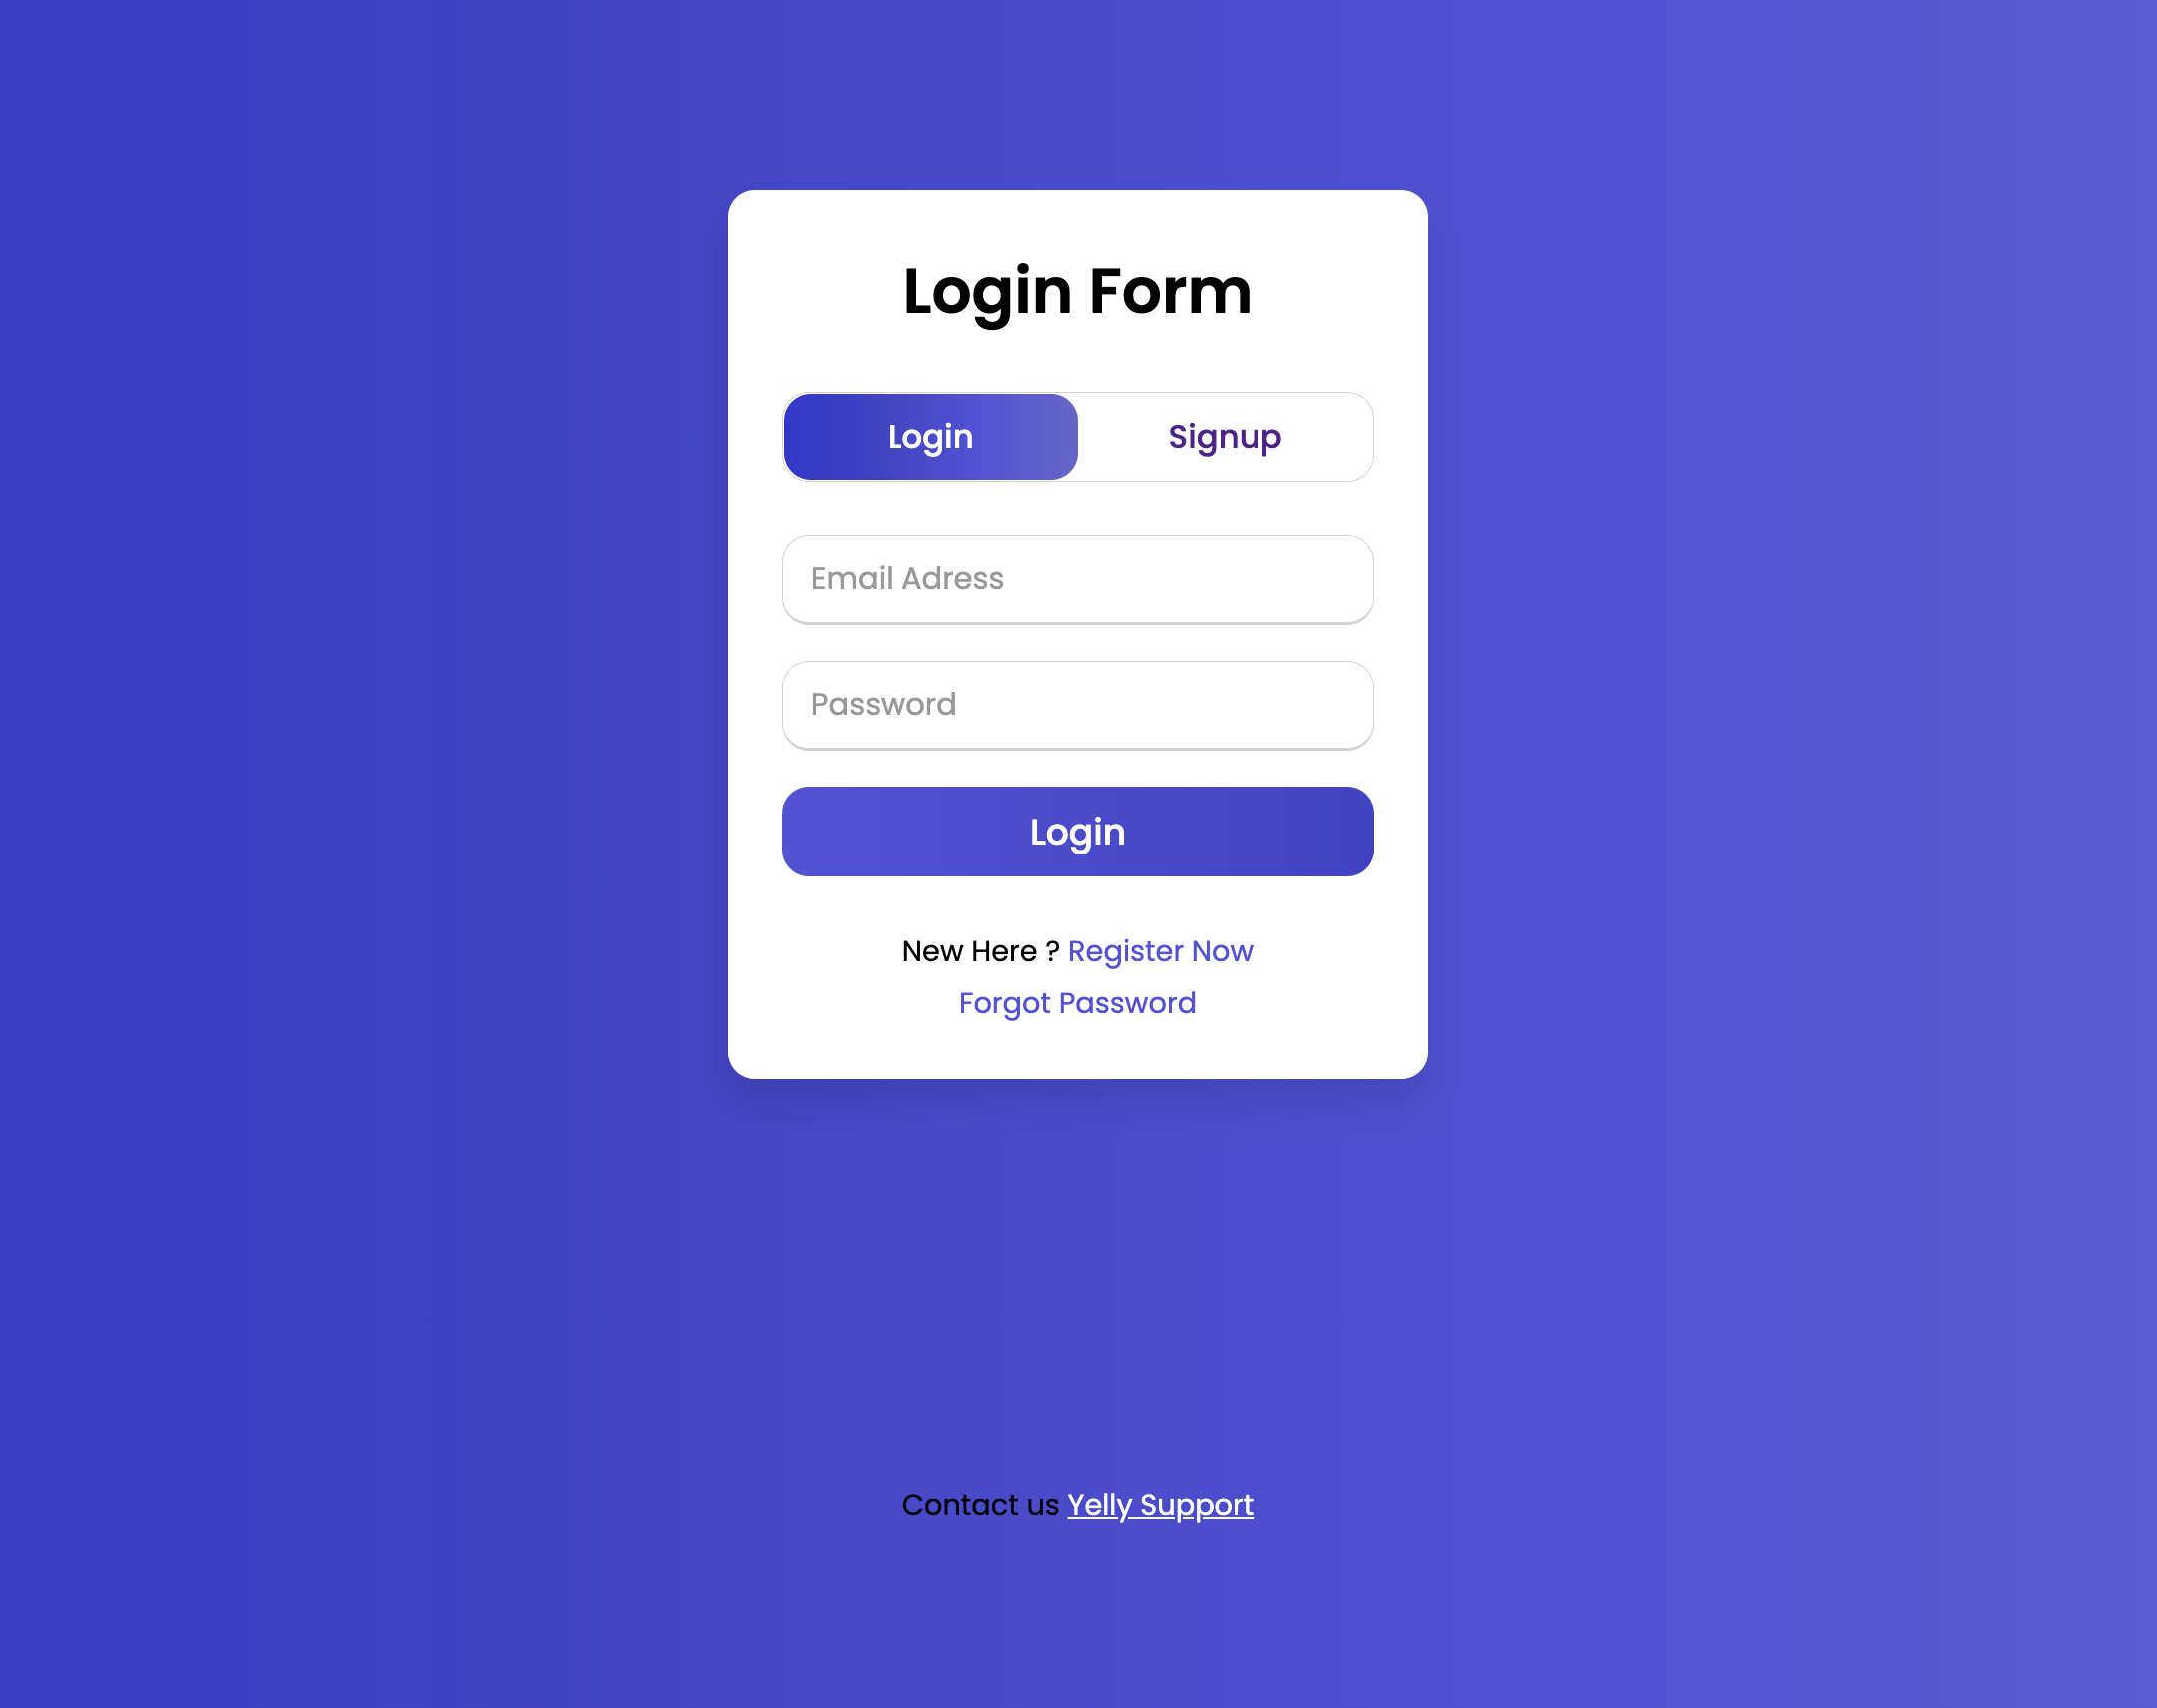 Login Form
Login Signup
Email Adress
Password
Login
New Here ? Register Now
Forgot Password
Contact us Yelly Support